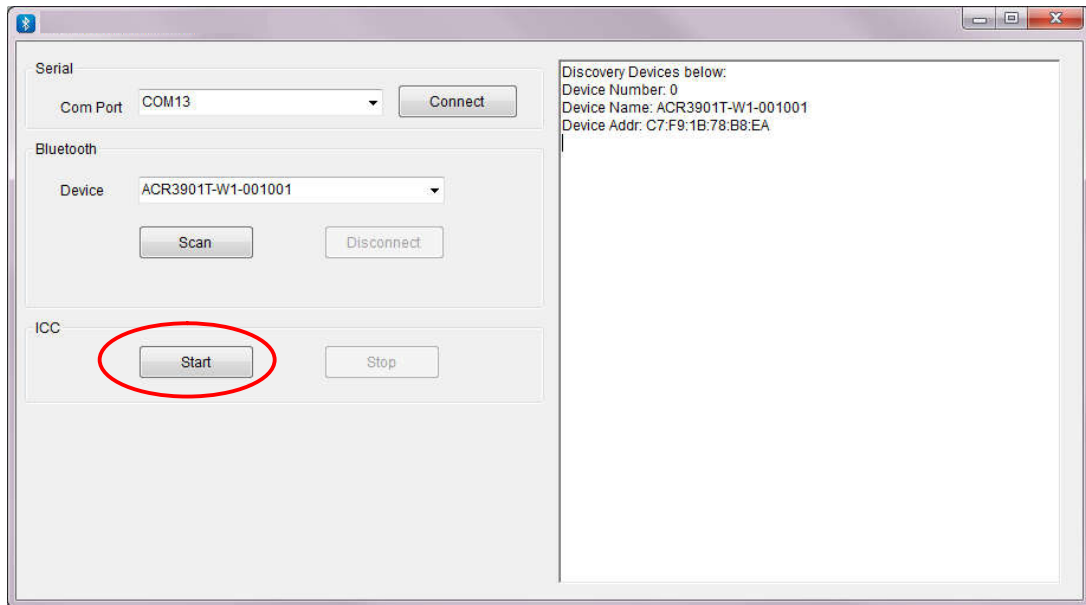 Serial
Com Port COM13 Connect
Bluetooth
Device ACR3901T-W1-001001
Scan Disconnect
ICC
Start Stop
Discovery Devices below:
Device Number: 0
Device Name: ACR3901T-W1-001001
Device Addr: C7:F9:1B:78:B8:EA